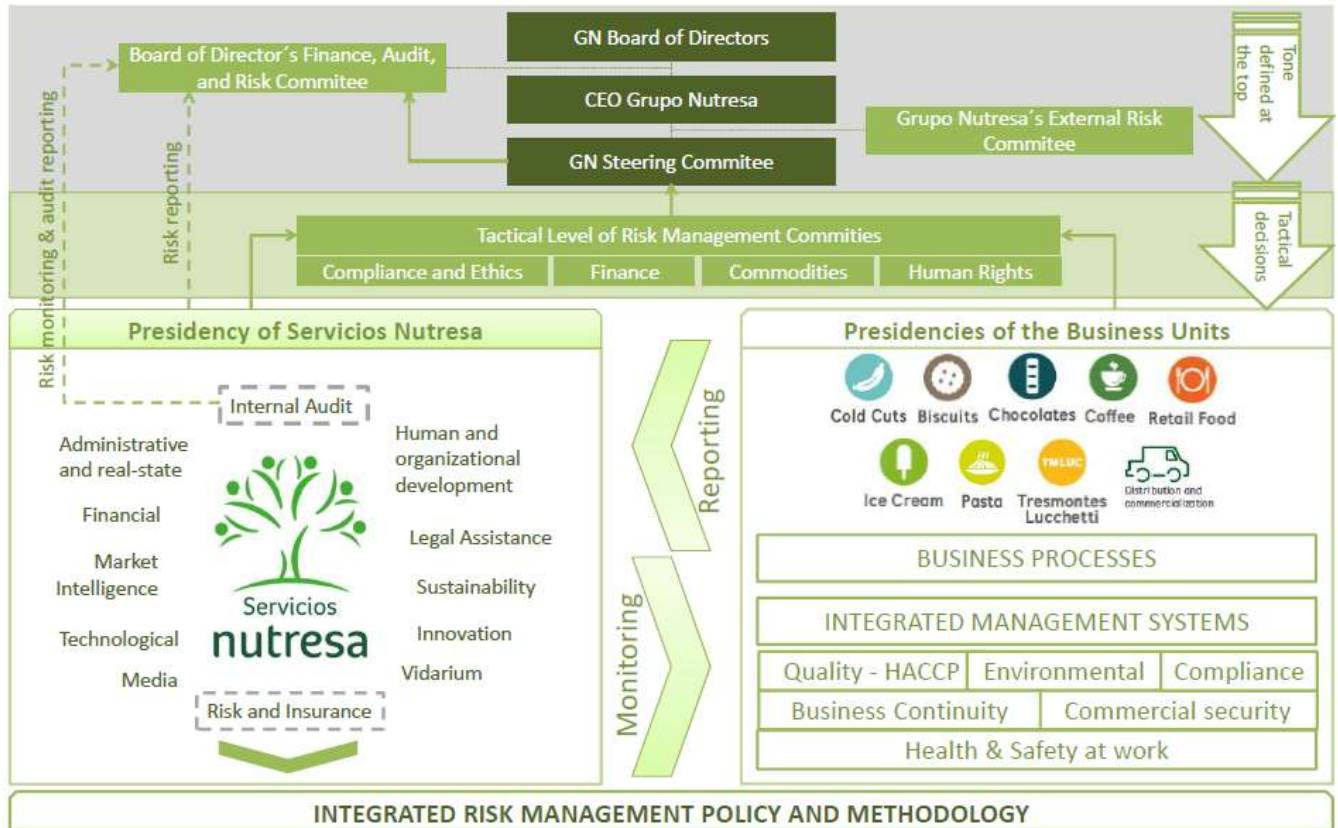 GN Board of Directors
Board of Director´s Finance, Audit,
and Risk Commitee
CEO Grupo Nutresa
Grupo Nutresa´s External Risk
Commitee
GN Steering Commitee
Tone
defined at
the top
Risk monitoring & audit reporting
Risk reporting
Tactical Level of Risk Management Commities
Compliance and Ethics
Finance
Commodities
Human Rights
Tactical
decisions
Presidency of Servicios Nutresa
Internal Audit
Administrative
and real-state
Financial
Market
Intelligence
Technological
Media
Human and
organizational
development
Legal Assistance
Sustainability
Innovation
Vidarium
Servicios
nutresa
Risk and Insurance
Reporting
Monitoring
Presidencies of the Business Units
Cold Cuts
Biscuits
Chocolates
Coffee
Retail Food
Ice Cream
Pasta
TMLUC
Tresmontes
Lucchetti
Distribution and
commercialization
BUSINESS PROCESSES
INTEGRATED MANAGEMENT SYSTEMS
Quality - HACCP
Environmental
Compliance
Business Continuity
Commercial security
Health & Safety at work
INTEGRATED RISK MANAGEMENT POLICY AND METHODOLOGY